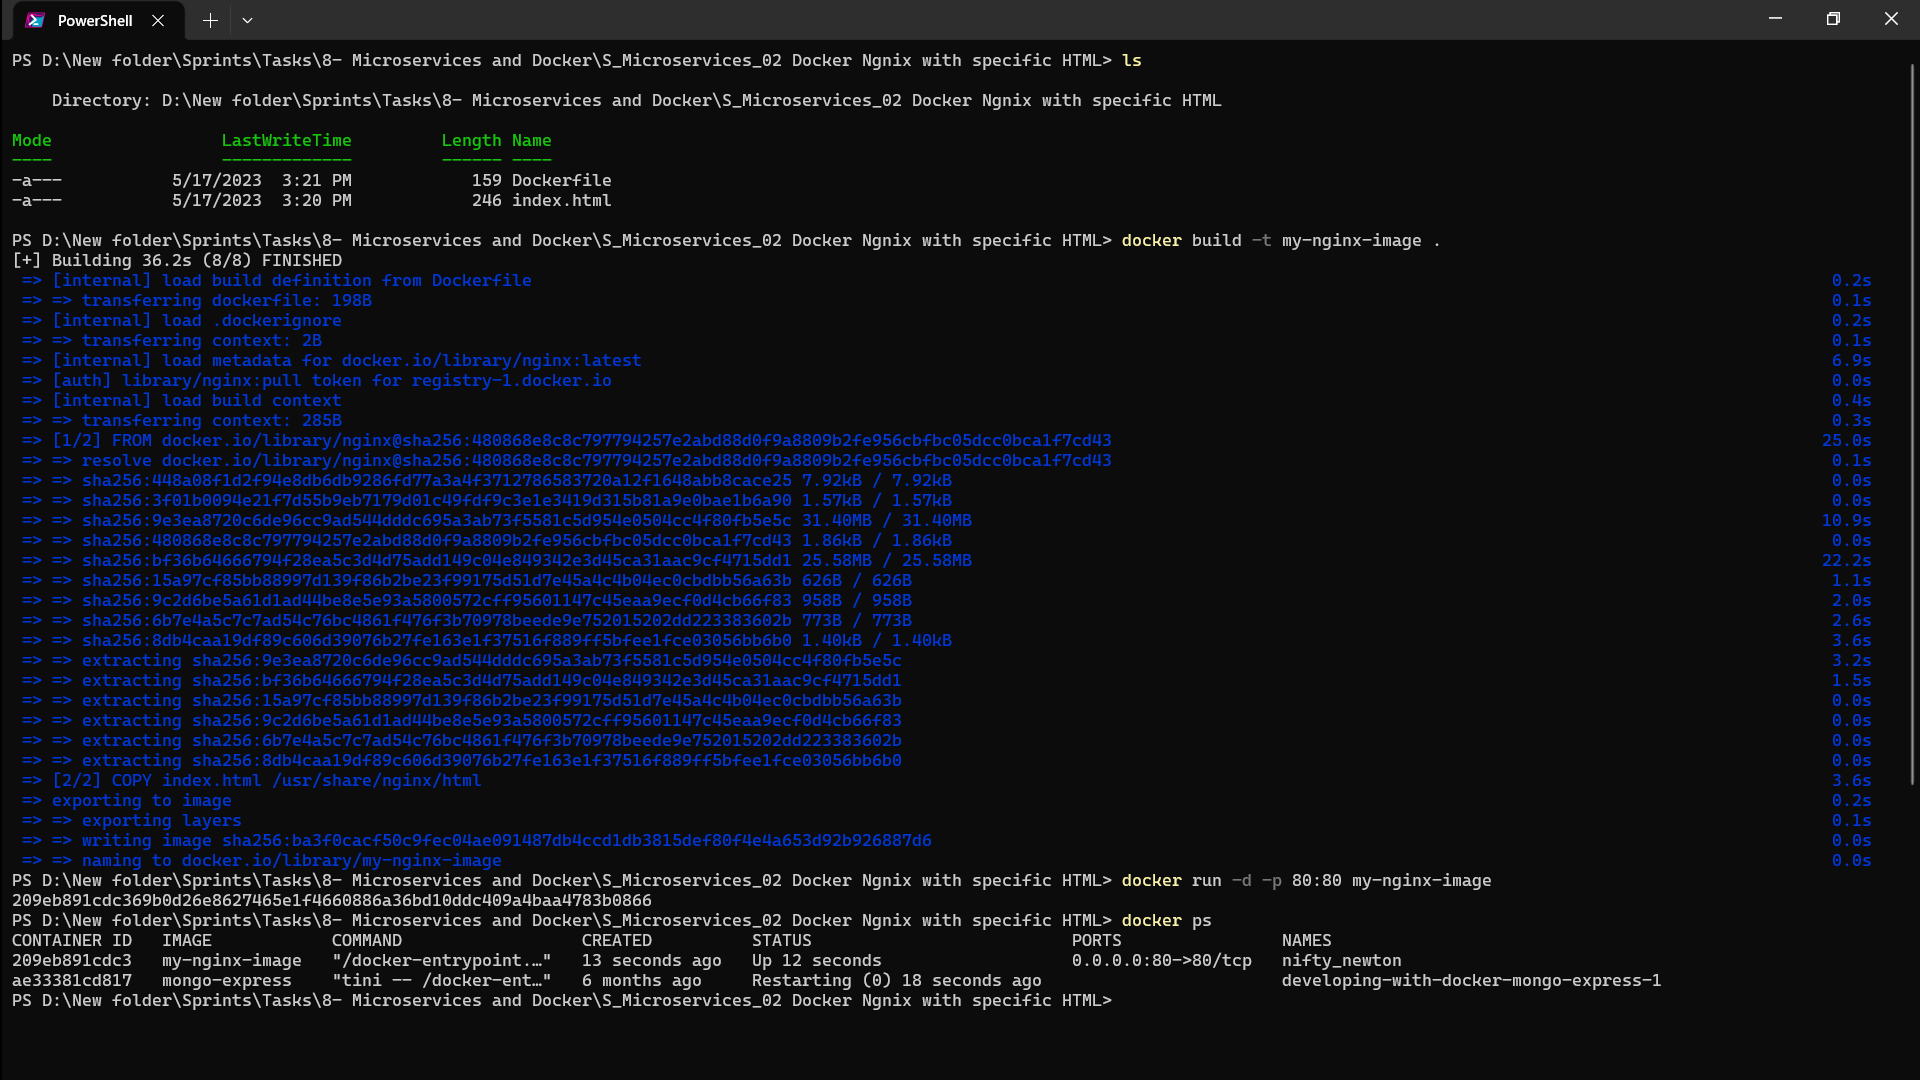 PowerShell
PS D:\New folder\Sprints\Tasks\8- Microservices and Docker\S_Microservices_02 Docker Ngnix with specific HTML> ls
Directory: D:\New folder\Sprints\Tasks\8- Microservices and Docker\S_Microservices_02 Docker Ngnix with specific HTML
Mode LastWriteTime Length Name
---- ------------- ------ ----
-a--- 5/17/2023 3:21 PM 159 Dockerfile
-a--- 5/17/2023 3:20 PM 246 index.html
PS D:\New folder\Sprints\Tasks\8- Microservices and Docker\S_Microservices_02 Docker Ngnix with specific HTML> docker build -t my-nginx-image .
[+] Building 36.2s (8/8) FINISHED
=> [internal] load build definition from Dockerfile 0.2s
=> => transferring dockerfile: 198B 0.1s
=> [internal] load .dockerignore 0.2s
=> => transferring context: 2B 0.1s
=> [internal] load metadata for docker.io/library/nginx:latest 6.9s
=> [auth] library/nginx:pull token for registry-1.docker.io 0.0s
=> [internal] load build context 0.4s
=> => transferring context: 285B 0.3s
=> [1/2] FROM docker.io/library/nginx@sha256:480868e8c8c797794257e2abd88d0f9a8809b2fe956cbfbc05dcc0bca1f7cd43 25.0s
=> => resolve docker.io/library/nginx@sha256:480868e8c8c797794257e2abd88d0f9a8809b2fe956cbfbc05dcc0bca1f7cd43 0.1s
=> => sha256:448a08f1d2f94e8db6db9286fd77a3a4f3712786583720a12f1648abb8cace25 7.92kB / 7.92kB 0.0s
=> => sha256:3f01b0094e21f7d55b9eb7179d01c49fdf9c3e1e3419d315b81a9e0bae1b6a90 1.57kB / 1.57kB 0.0s
=> => sha256:9e3ea8720c6de96cc9ad544dddc695a3ab73f5581c5d954e0504cc4f80fb5e5c 31.40MB / 31.40MB 10.9s
=> => sha256:480868e8c8c797794257e2abd88d0f9a8809b2fe956cbfbc05dcc0bca1f7cd43 1.86kB / 1.86kB 0.0s
=> => sha256:bf36b64666794f28ea5c3d4d75add149c04e849342e3d45ca31aac9cf4715dd1 25.58MB / 25.58MB 22.2s
=> => sha256:15a97cf85bb88997d139f86b2be23f99175d51d7e45a4c4b04ec0cbdbb56a63b 626B / 626B 1.1s
=> => sha256:9c2d6be5a61d1ad44be8e5e93a5800572cff95601147c45eaa9ecf0d4cb66f83 958B / 958B 2.0s
=> => sha256:6b7e4a5c7c7ad54c76bc4861f476f3b70978beede9e752015202dd223383602b 773B / 773B 2.6s
=> => sha256:8db4caa19df89c606d39076b27fe163e1f37516f889ff5bfee1fce03056bb6b0 1.40kB / 1.40kB 3.6s
=> => extracting sha256:9e3ea8720c6de96cc9ad544dddc695a3ab73f5581c5d954e0504cc4f80fb5e5c 3.2s
=> => extracting sha256:bf36b64666794f28ea5c3d4d75add149c04e849342e3d45ca31aac9cf4715dd1 1.5s
=> => extracting sha256:15a97cf85bb88997d139f86b2be23f99175d51d7e45a4c4b04ec0cbdbb56a63b 0.0s
=> => extracting sha256:9c2d6be5a61d1ad44be8e5e93a5800572cff95601147c45eaa9ecf0d4cb66f83 0.0s
=> => extracting sha256:6b7e4a5c7c7ad54c76bc4861f476f3b70978beede9e752015202dd223383602b 0.0s
=> => extracting sha256:8db4caa19df89c606d39076b27fe163e1f37516f889ff5bfee1fce03056bb6b0 0.0s
=> [2/2] COPY index.html /usr/share/nginx/html 3.6s
=> exporting to image 0.2s
=> => exporting layers 0.1s
=> => writing image sha256:ba3f0cacf50c9fec04ae091487db4ccd1db3815def80f4e4a653d92b926887d6 0.0s
=> => naming to docker.io/library/my-nginx-image 0.0s
PS D:\New folder\Sprints\Tasks\8- Microservices and Docker\S_Microservices_02 Docker Ngnix with specific HTML> docker run -d -p 80:80 my-nginx-image
209eb891cdc369b0d26e8627465e1f4660886a36bd10ddc409a4baa4783b0866
PS D:\New folder\Sprints\Tasks\8- Microservices and Docker\S_Microservices_02 Docker Ngnix with specific HTML> docker ps
CONTAINER ID IMAGE COMMAND CREATED STATUS PORTS NAMES
209eb891cdc3 my-nginx-image "/docker-entrypoint.…" 13 seconds ago Up 12 seconds 0.0.0.0:80->80/tcp nifty_newton
ae33381cd817 mongo-express "tini -- /docker-ent…" 6 months ago Restarting (0) 18 seconds ago developing-with-docker-mongo-express-1
PS D:\New folder\Sprints\Tasks\8- Microservices and Docker\S_Microservices_02 Docker Ngnix with specific HTML>